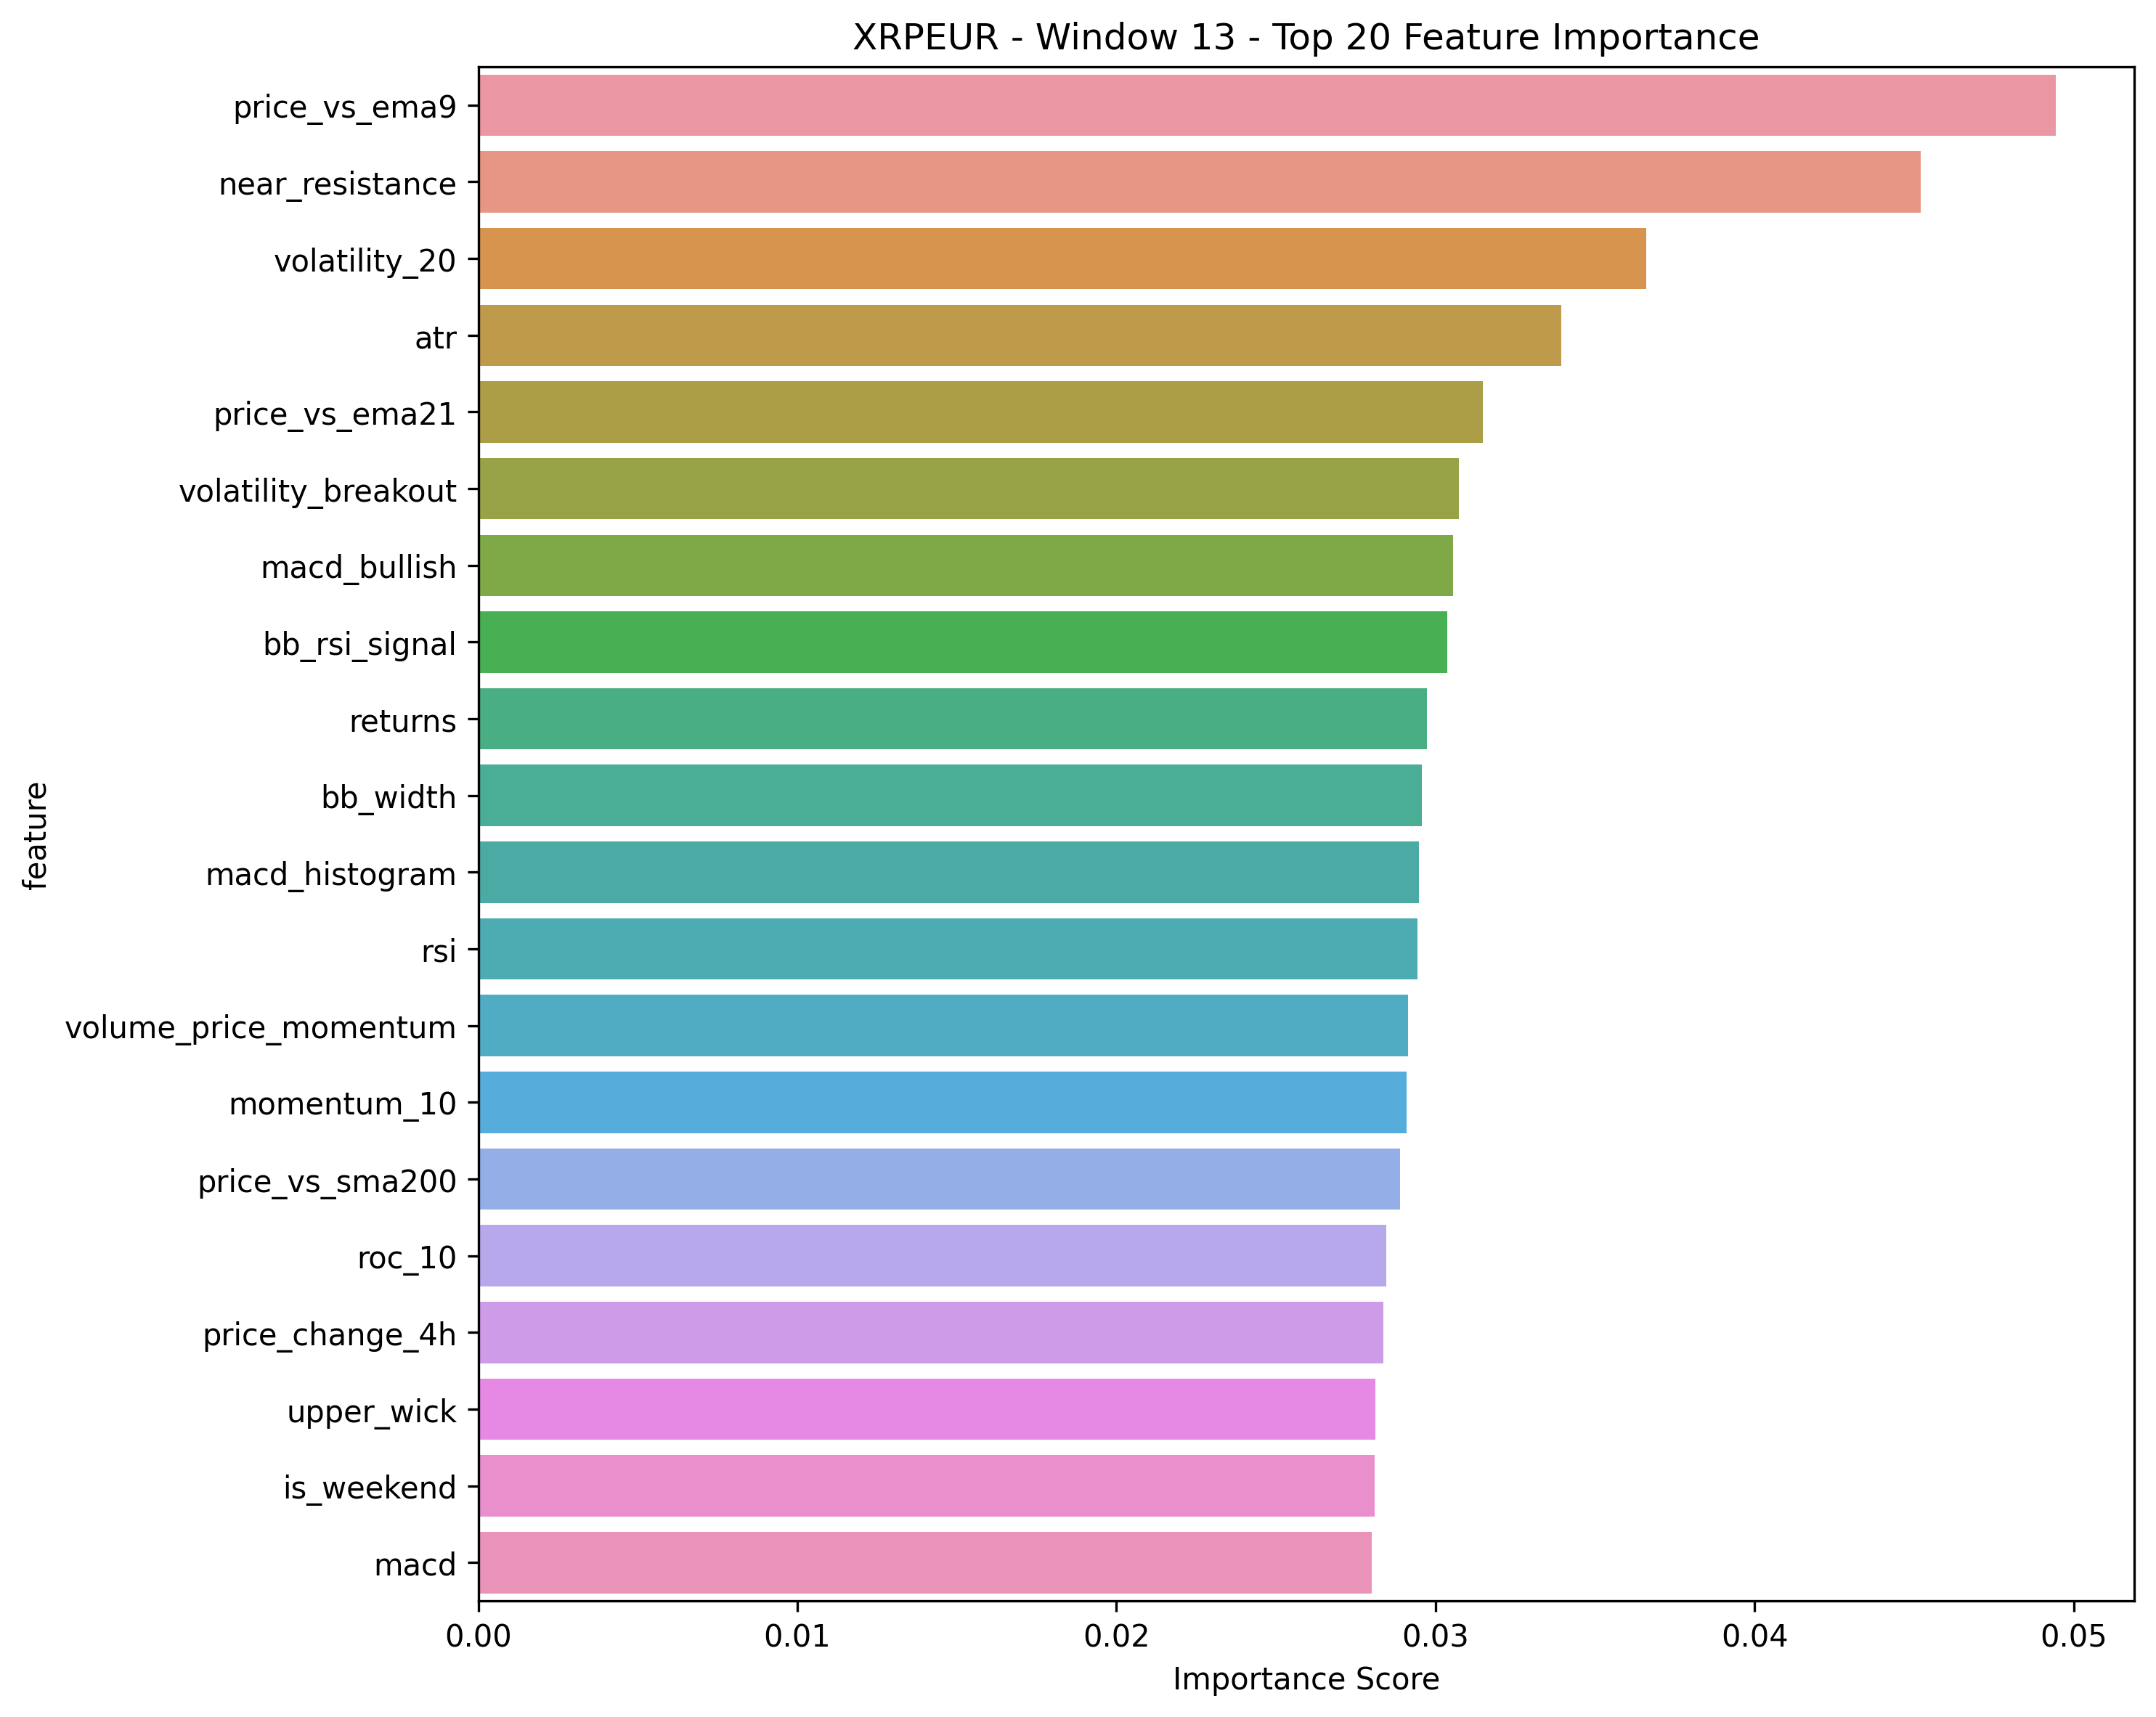 XRPEUR - Window 13 - Top 20 Feature Importance
price_vs_ema9
near_resistance
volatility_20
atr
price_vs_ema21
volatility_breakout
macd_bullish
bb_rsi_signal
returns
bb_width
macd_histogram
rsi
volume_price_momentum
momentum_10
price_vs_sma200
roc_10
price_change_4h
upper_wick
is_weekend
macd
feature
0.00 0.01 0.02 0.03 0.04 0.05
Importance Score